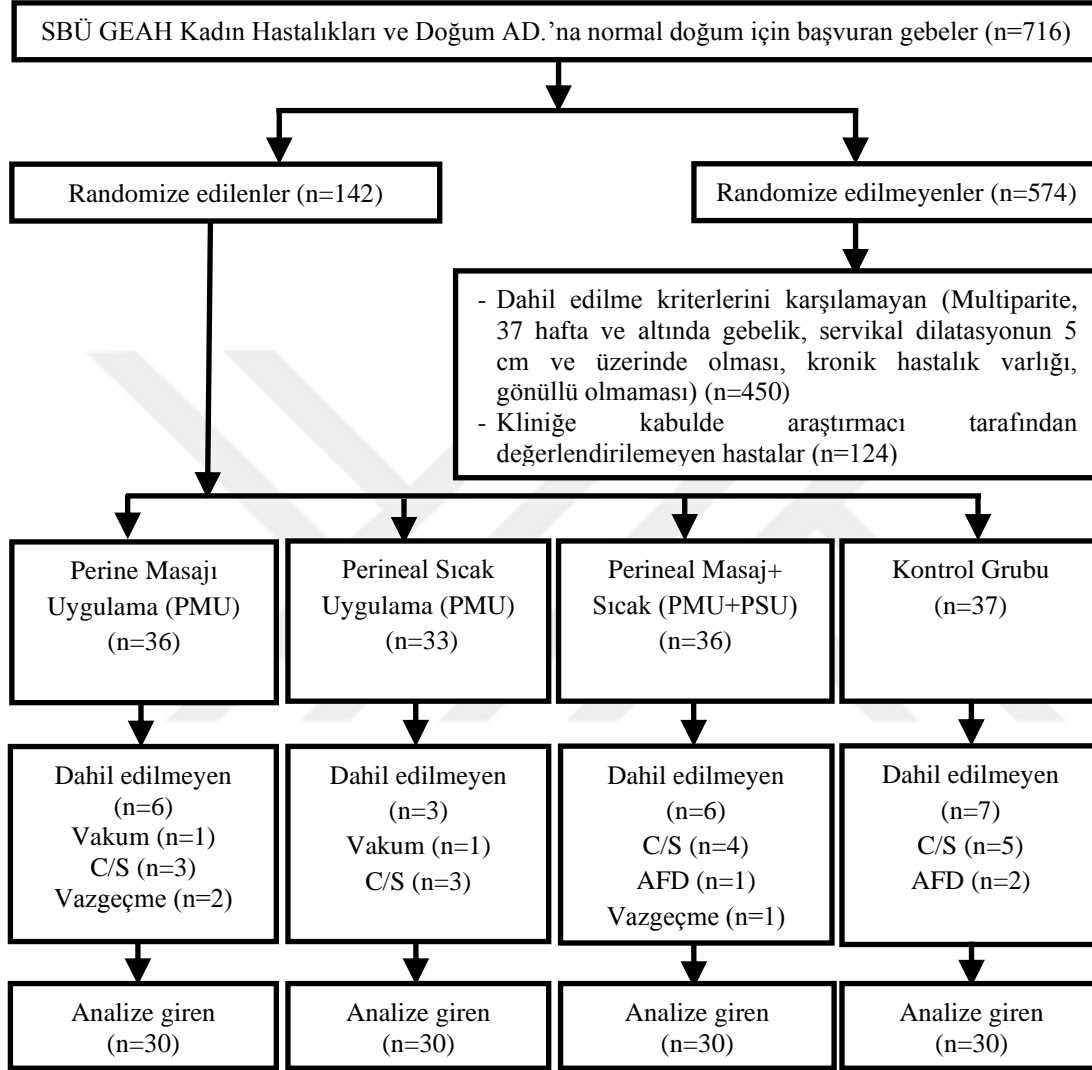 SBÜ GEAH Kadın Hastalıkları ve Doğum AD.’na normal doğum için başvuran gebeler (n=716)
Randomize edilenler (n=142)
Randomize edilmeyenler (n=574)
- Dahil edilme kriterlerini karşılamayan (Multiparite,
37 hafta ve altında gebelik, servikal dilatasyonun 5
cm ve üzerinde olması, kronik hastalık varlığı,
gönüllü olmaması) (n=450)
- Kliniğe kabulde araştırmacı tarafından
değerlendirilemeyen hastalar (n=124)
Perine Masajı
Uygulama (PMU)
(n=36)
Perineal Sıcak
Uygulama (PMU)
(n=33)
Perineal Masaj+
Sıcak (PMU+PSU)
(n=36)
Kontrol Grubu
(n=37)
Dahil edilmeyen
(n=6)
Vakum (n=1)
C/S (n=3)
Vazgeçme (n=2)
Dahil edilmeyen
(n=3)
Vakum (n=1)
C/S (n=3)
Dahil edilmeyen
(n=6)
C/S (n=4)
AFD (n=1)
Vazgeçme (n=1)
Dahil edilmeyen
(n=7)
C/S (n=5)
AFD (n=2)
Analize giren
(n=30)
Analize giren
(n=30)
Analize giren
(n=30)
Analize giren
(n=30)